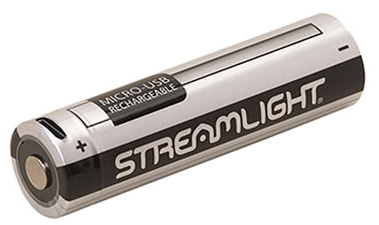 MICRO-USB
RECHARGEABLE
+
-
STREAMLIGHT®